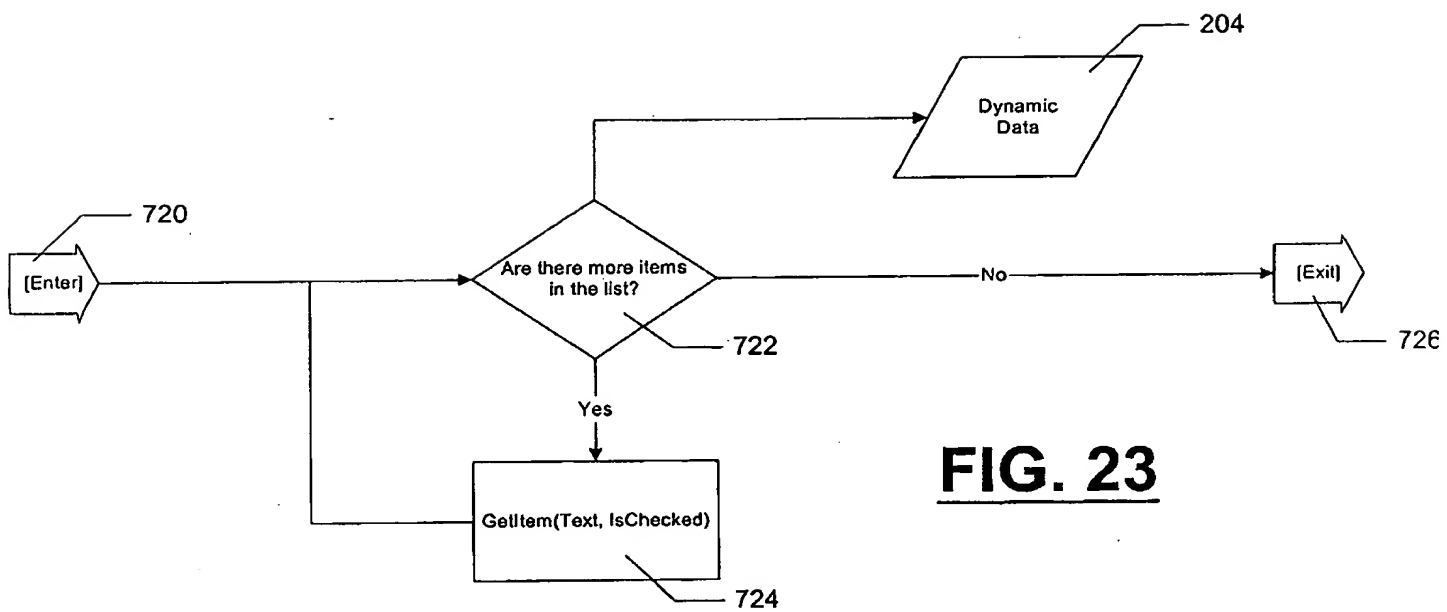 204
Dynamic
Data
720
[Enter]
Are there more items
in the list?
No
[Exit]
722
726
Yes
FIG. 23
GetItem(Text, IsChecked)
724